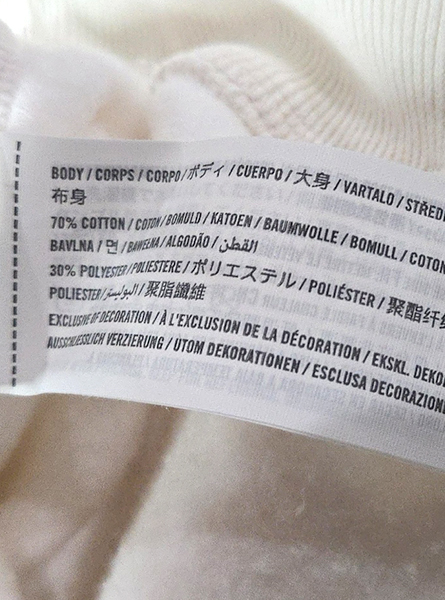 BODY / CORPS / CORPO / ボディ / CUERPO / 大身 / VARTALO / STŘED
布身
70% COTTON / COTON / BOMULD / KATOEN / BAUMWOLLE / BOMULL / COTON
BAVLNA / 면 / BAWEŁNA / ALGODÃO / القطن
30% POLYESTER / POLIESTERE / ポリエステル / POLIÉSTER / 聚酯纤
POLIESTER / البوليستر / 聚脂纖維
EXCLUSIVE OF DECORATION / À L'EXCLUSION DE LA DÉCORATION / EKSKL. DEKO
AUSSCHLIESSLICH VERZIERUNG / UTOM DEKORATIONEN / ESCLUSA DECORAZION